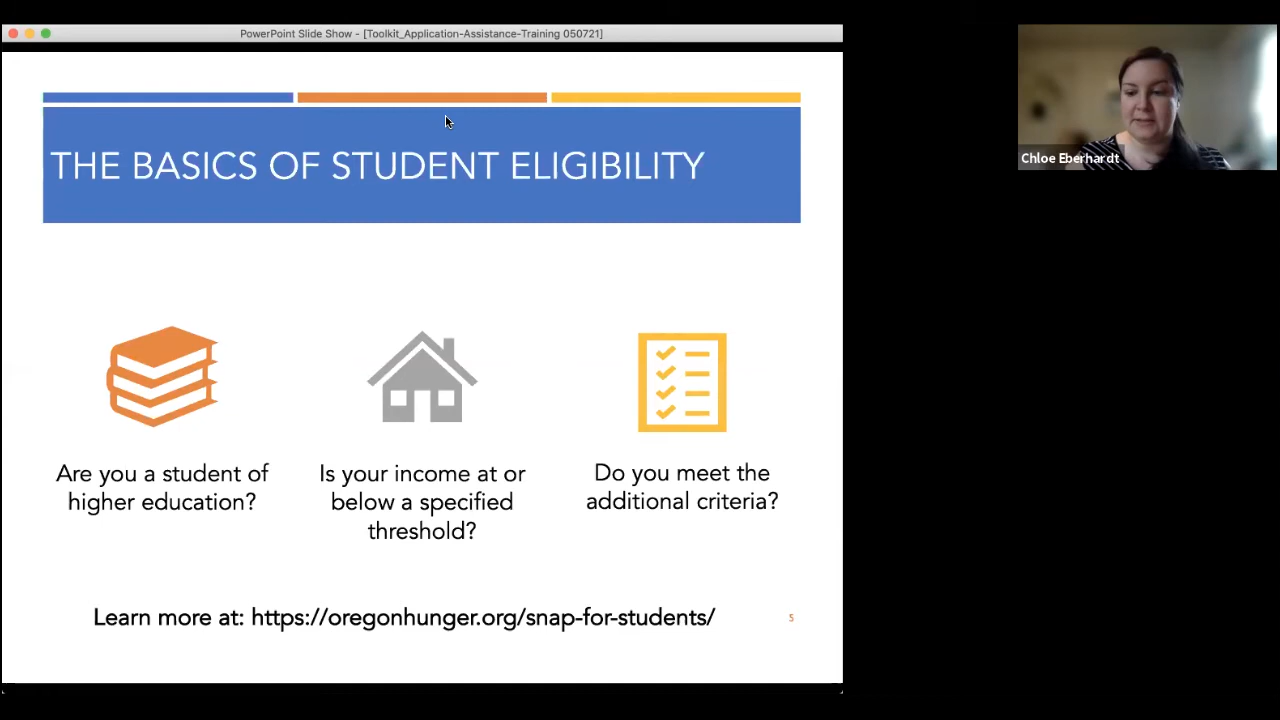 PowerPoint Slide Show - [Toolkit_Application-Assistance-Training 050721]
THE BASICS OF STUDENT ELIGIBILITY
Are you a student of
higher education?
Is your income at or
below a specified
threshold?
Do you meet the
additional criteria?
Learn more at: https://oregonhunger.org/snap-for-students/
5
Chloe Eberhardt